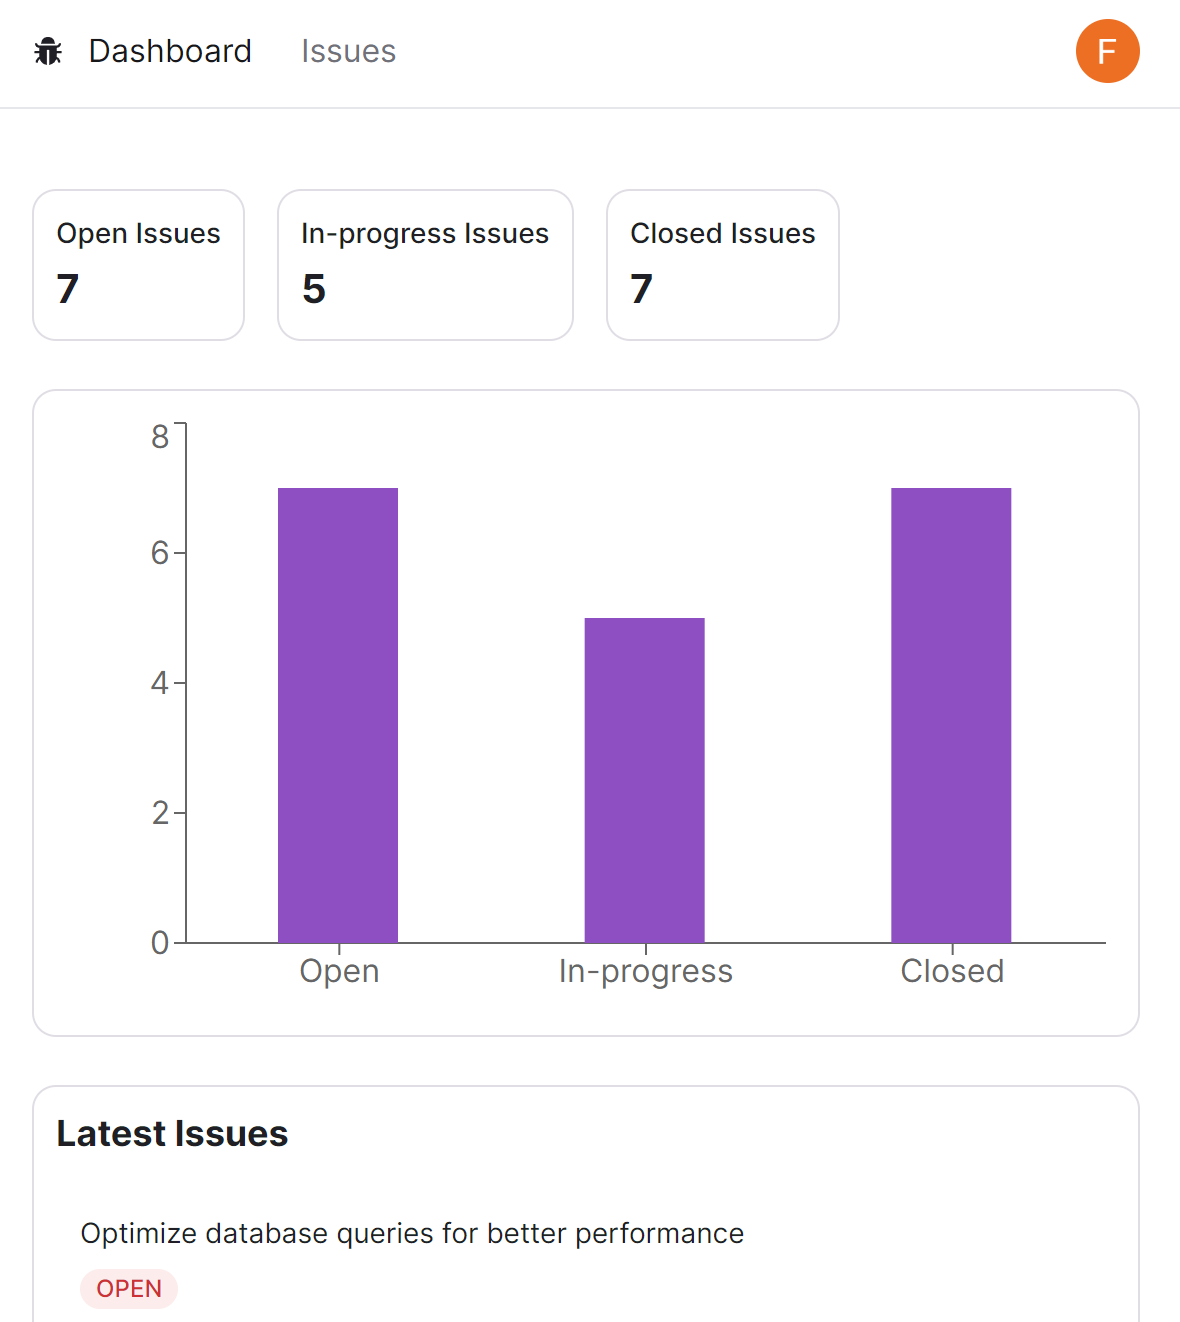 Dashboard Issues F
Open Issues In-progress Issues Closed Issues
7 5 7
8
6
4
2
0
Open In-progress Closed
Latest Issues
Optimize database queries for better performance
OPEN